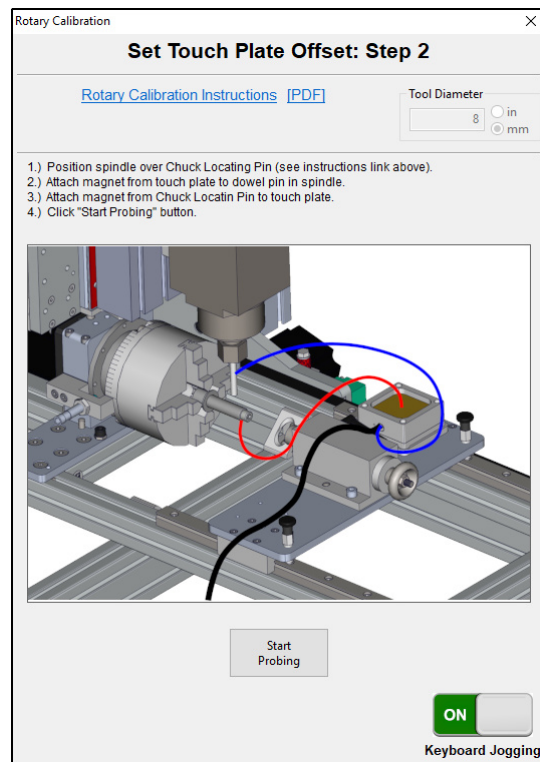 Rotary Calibration
Set Touch Plate Offset: Step 2
Rotary Calibration Instructions [PDF]
Tool Diameter
8
in
mm
1.) Position spindle over Chuck Locating Pin (see instructions link above).
2.) Attach magnet from touch plate to dowel pin in spindle.
3.) Attach magnet from Chuck Locatin Pin to touch plate.
4.) Click "Start Probing" button.
Start
Probing
ON
Keyboard Jogging